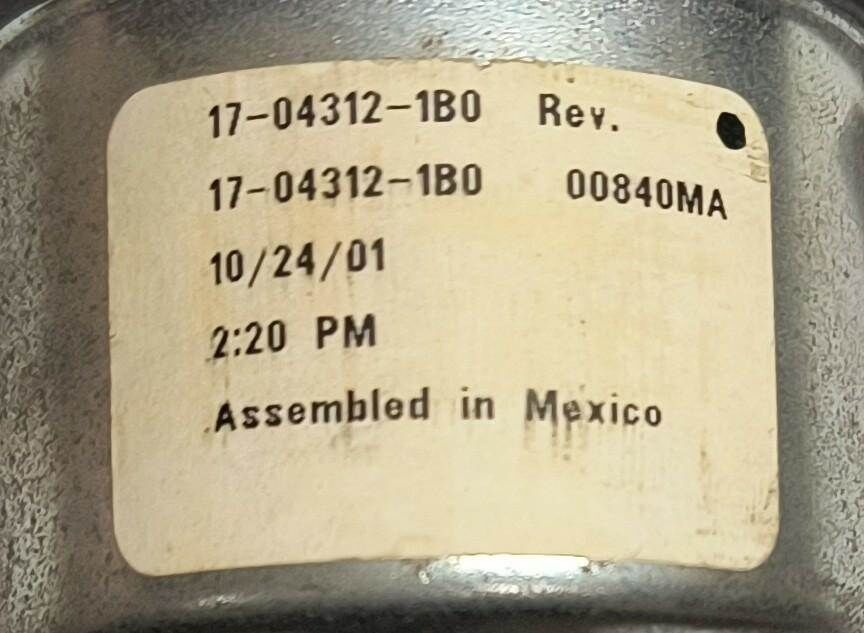 17-04312-1B0 Rev.
17-04312-1B0 00840MA
10/24/01
2:20 PM
Assembled in Mexico